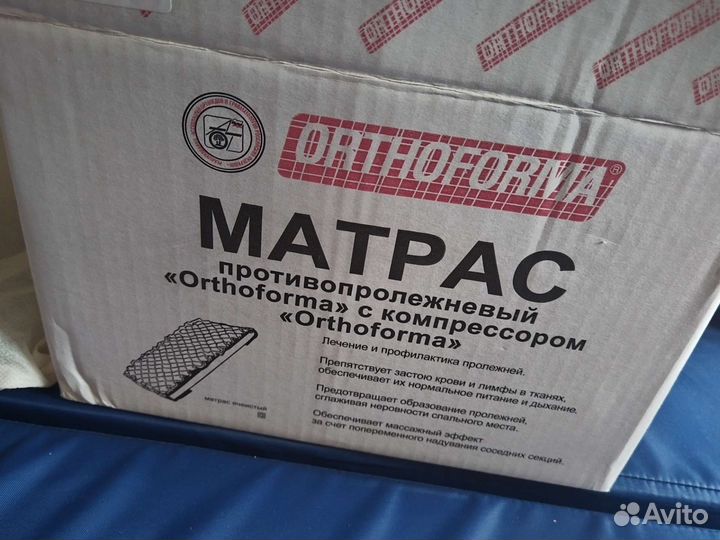 ORTHOFORMA
ORTHOFORMA
ORTHOFORMA®
МАТРАС
противопролежневый
«Orthoforma» с компрессором
«Orthoforma»
Лечение и профилактика пролежней.
Препятствует застою крови и лимфы в тканях,
обеспечивает их нормальное питание и дыхание.
Предотвращает образование пролежней,
сглаживая неровности спального места.
Обеспечивает массажный эффект
за счёт попеременного надувания соседних секций.
матрас ячеистый
Avito